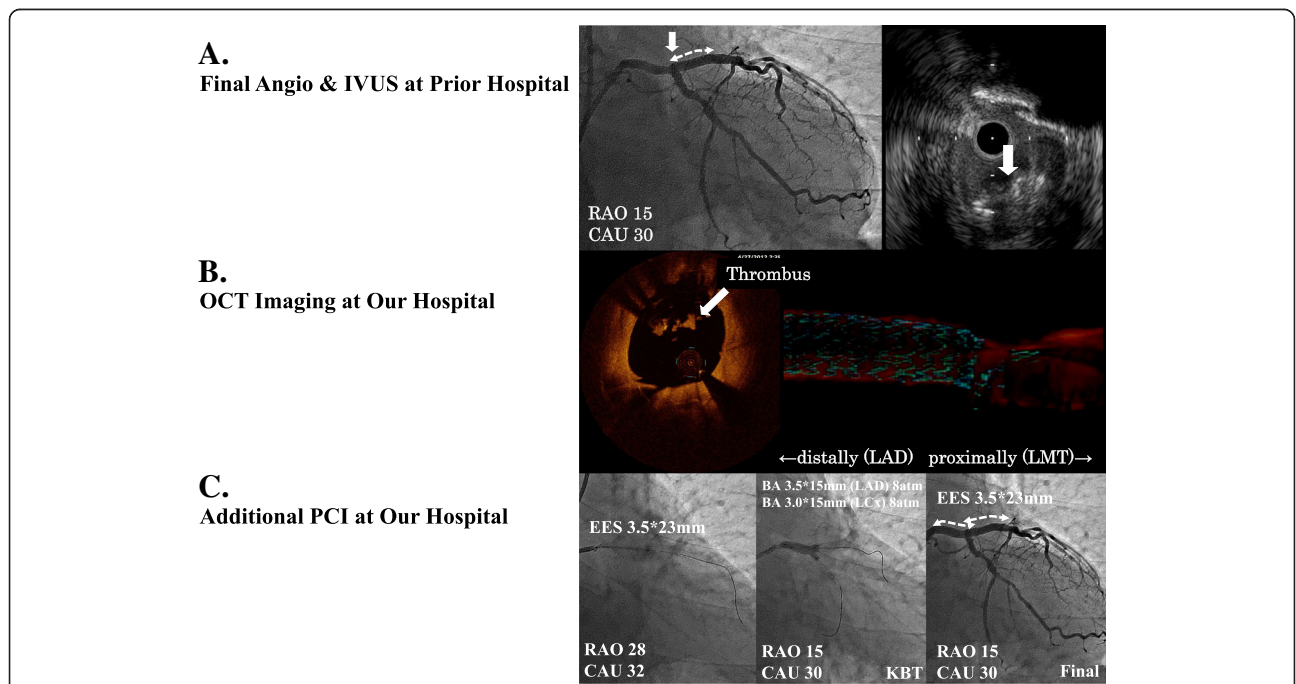 A.
Final Angio & IVUS at Prior Hospital
RAO 15
CAU 30
B.
OCT Imaging at Our Hospital
Thrombus
←distally (LAD) proximally (LMT)→
C.
Additional PCI at Our Hospital
EES 3.5*23mm
RAO 28
CAU 32
BA 3.5*15mm (LAD) 8atm
BA 3.0*15mm (LCx) 8atm
RAO 15
CAU 30
KBT
EES 3.5*23mm
RAO 15
CAU 30
Final